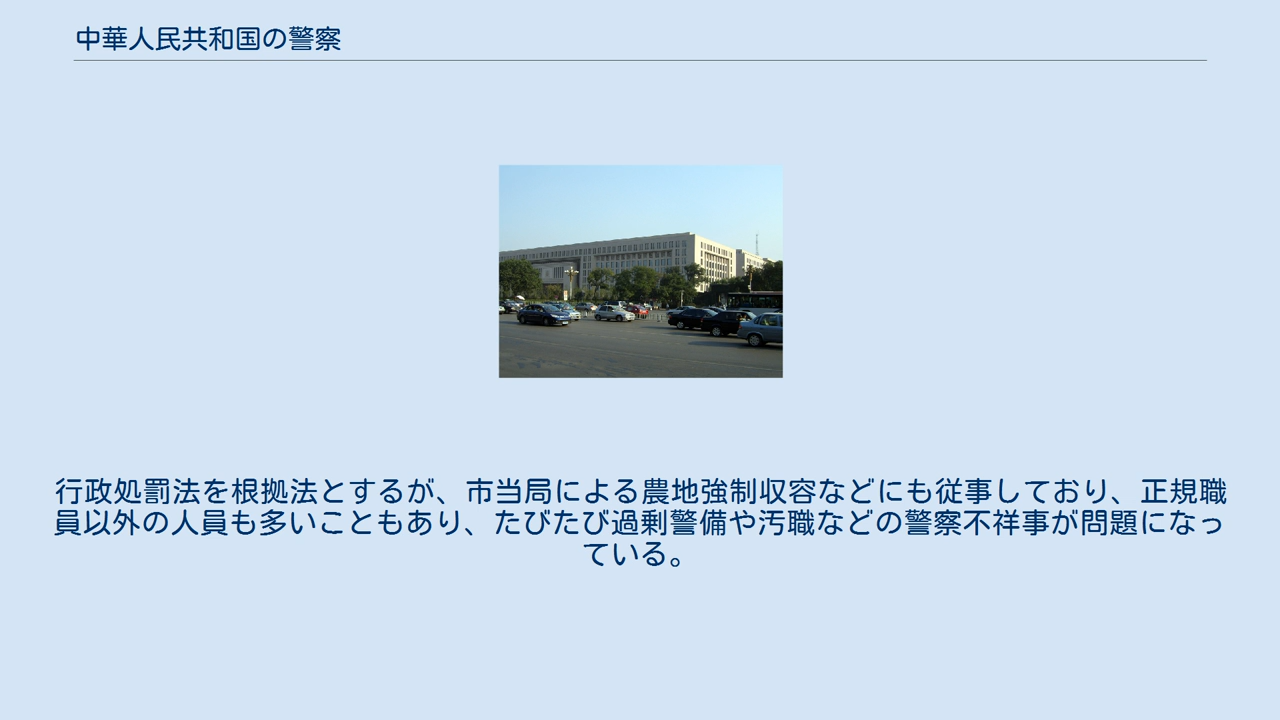 中華人民共和国の警察
行政処罰法を根拠法とするが、市当局による農地強制収容などにも従事しており、正規職
員以外の人員も多いこともあり、たびたび過剰警備や汚職などの警察不祥事が問題になっ
ている。